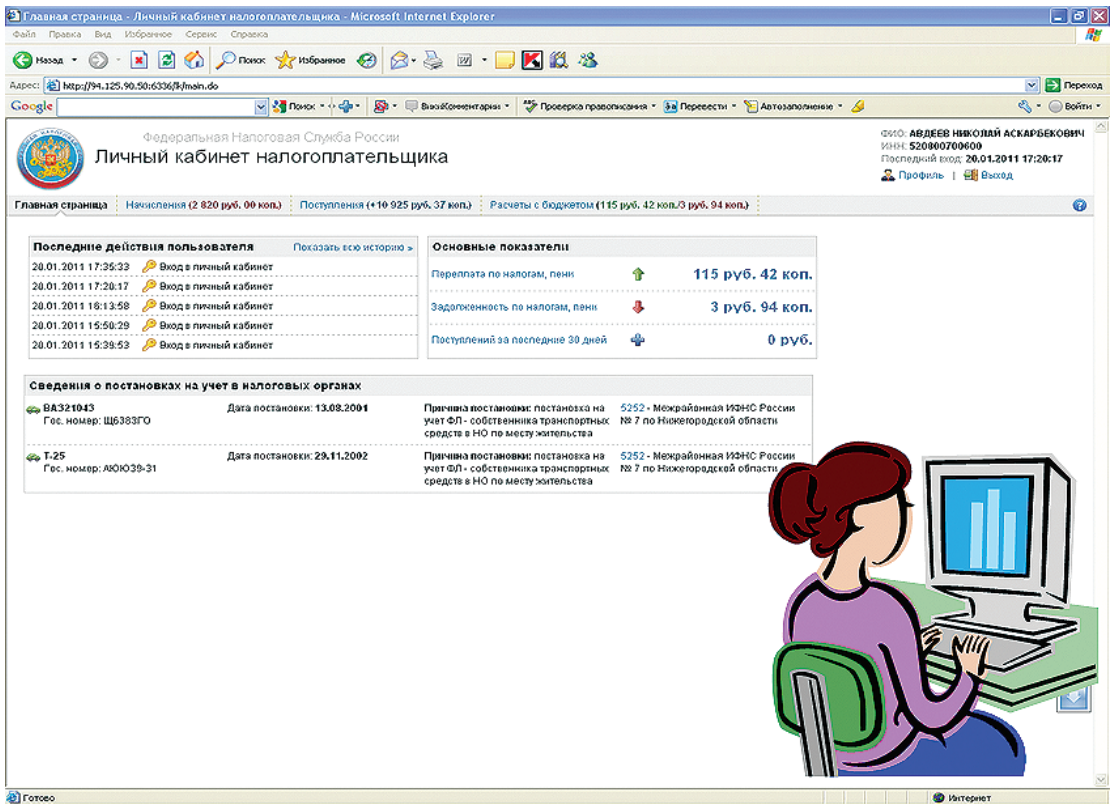 Главная страница - Личный кабинет налогоплательщика - Microsoft Internet Explorer
Файл Правка Вид Избранное Сервис Справка
Назад Поиск Избранное
Адрес: http://94.125.90.50:6336/lk/main.do Переход
Google Поиск Проверка правописания Перевести Автозаполнение Войти
Федеральная Налоговая Служба России
Личный кабинет налогоплательщика
ФИО: АВДЕЕВ НИКОЛАЙ АСКАРБЕКОВИЧ
ИНН: 520800700600
Последний вход: 20.01.2011 17:20:17
Профиль | Выход
Главная страница Начисления (2 820 руб. 00 коп.) Поступления (+10 925 руб. 37 коп.) Расчеты с бюджетом (115 руб. 42 коп./3 руб. 94 коп.)
Последние действия пользователя Показать всю историю »
20.01.2011 17:35:33 Вход в личный кабинет
20.01.2011 17:20:17 Вход в личный кабинет
20.01.2011 16:13:58 Вход в личный кабинет
20.01.2011 15:50:29 Вход в личный кабинет
20.01.2011 15:39:53 Вход в личный кабинет
Основные показатели
Переплата по налогам, пени 115 руб. 42 коп.
Задолженность по налогам, пени 3 руб. 94 коп.
Поступлений за последние 30 дней 0 руб.
Сведения о постановках на учет в налоговых органах
ВАЗ21043 Дата постановки: 13.08.2001 Причина постановки: постановка на 5252 - Межрайонная ИФНС России
Гос. номер: Щ6383ГО учет ФЛ - собственника транспортных № 7 по Нижегородской области
средств в НО по месту жительства
Т-25 Дата постановки: 29.11.2002 Причина постановки: постановка на 5252 - Межрайонная ИФНС России
Гос. номер: АЮЮ39-31 учет ФЛ - собственника транспортных № 7 по Нижегородской области
средств в НО по месту жительства
Готово Интернет